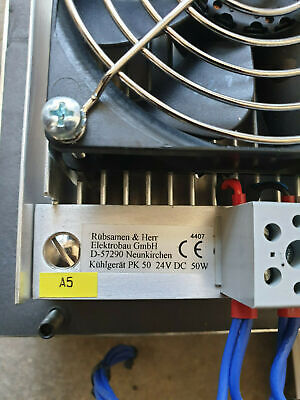 Rübsamen & Herr
Elektrobau GmbH
D-57290 Neunkirchen
Kühlgerät PK 50 24V DC 50W
4407
CE
A5